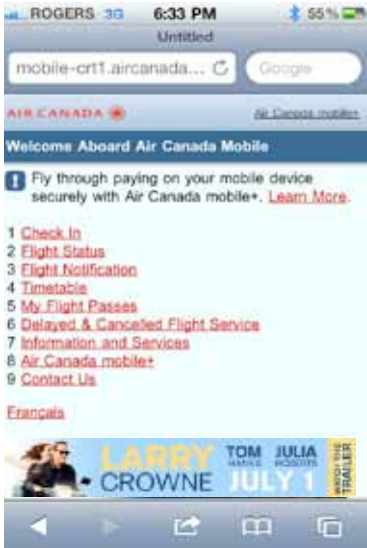 ROGERS 3G 6:33 PM 55%
Untitled
mobile-crt1.aircanada... Google
AIR CANADA Air Canada mobile+
Welcome Aboard Air Canada Mobile
! Fly through paying on your mobile device
securely with Air Canada mobile+. Learn More.
1 Check In
2 Flight Status
3 Flight Notification
4 Timetable
5 My Flight Passes
6 Delayed & Cancelled Flight Service
7 Information and Services
8 Air Canada mobile+
9 Contact Us
Français
LARRY TOM HANKS JULIA ROBERTS
CROWNE JULY 1
WATCH THE TRAILER